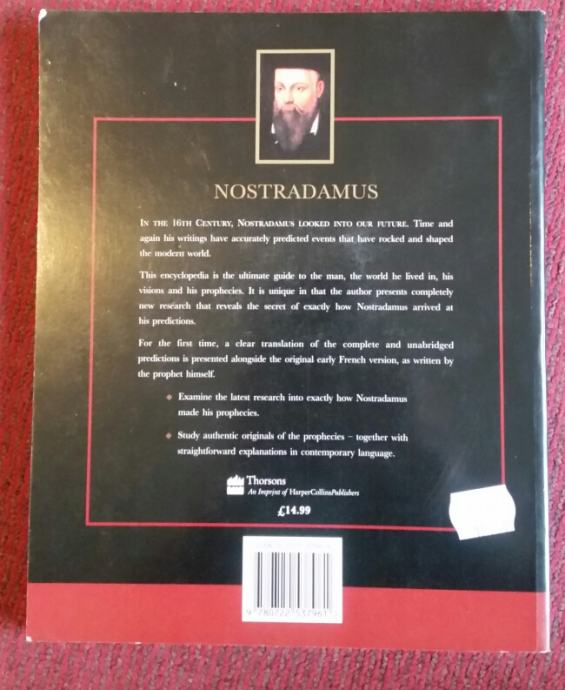 NOSTRADAMUS
IN THE 16TH CENTURY, NOSTRADAMUS LOOKED INTO OUR FUTURE. Time and
again his writings have accurately predicted events that have rocked and shaped
the modern world.
This encyclopedia is the ultimate guide to the man, the world he lived in, his
visions and his prophecies. It is unique in that the author presents completely
new research that reveals the secret of exactly how Nostradamus arrived at
his predictions.
For the first time, a clear translation of the complete and unabridged
predictions is presented alongside the original early French version, as written by
the prophet himself.
Examine the latest research into exactly how Nostradamus
made his prophecies.
Study authentic originals of the prophecies – together with
straightforward explanations in contemporary language.
Thorsons
An Imprint of HarperCollinsPublishers
£14.99
9 780722 537961